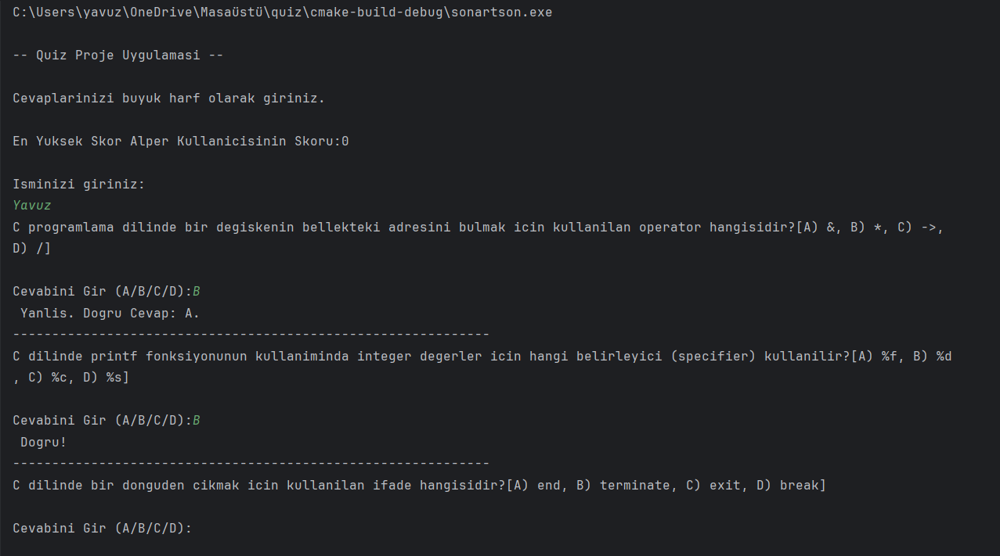 C:\Users\yavuz\OneDrive\Masaüstü\quiz\cmake-build-debug\sonartson.exe
-- Quiz Proje Uygulamasi --
Cevaplarinizi buyuk harf olarak giriniz.
En Yuksek Skor Alper Kullanicisinin Skoru:0
Isminizi giriniz:
Yavuz
C programlama dilinde bir degiskenin bellekteki adresini bulmak icin kullanilan operator hangisidir?[A) &, B) *, C) ->,
D) /]
Cevabini Gir (A/B/C/D):B
 Yanlis. Dogru Cevap: A.
-------------------------------------------------------------
C dilinde printf fonksiyonunun kullaniminda integer degerler icin hangi belirleyici (specifier) kullanilir?[A) %f, B) %d
, C) %c, D) %s]
Cevabini Gir (A/B/C/D):B
 Dogru!
-------------------------------------------------------------
C dilinde bir donguden cikmak icin kullanilan ifade hangisidir?[A) end, B) terminate, C) exit, D) break]
Cevabini Gir (A/B/C/D):